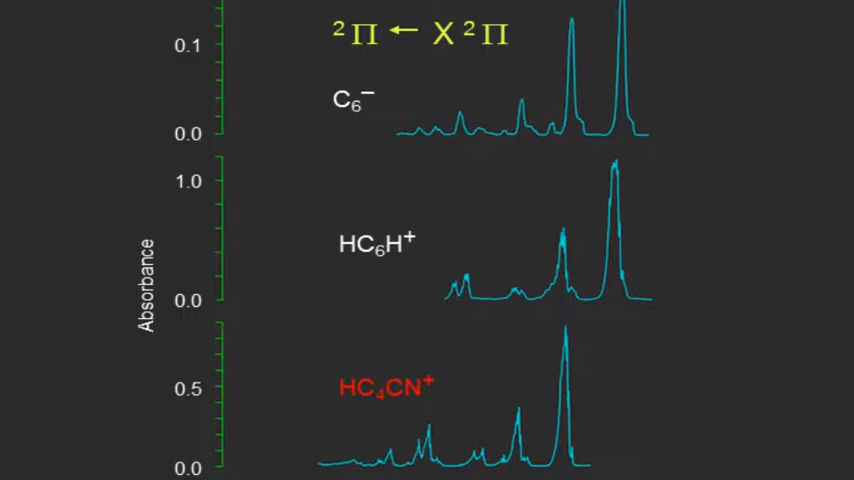 ²Π ← X ²Π
0.1
C₆⁻
0.0
1.0
HC₆H⁺
0.0
Absorbance
HC₄CN⁺
0.5
0.0